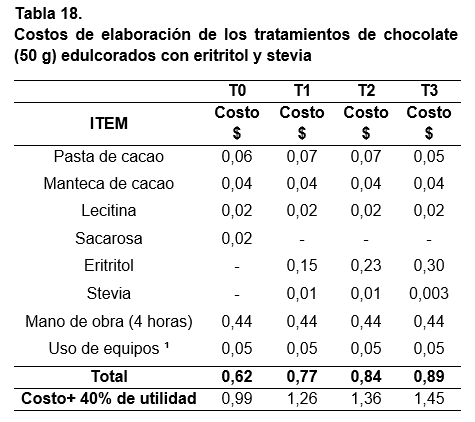 Tabla 18.
Costos de elaboración de los tratamientos de chocolate
(50 g) edulcorados con eritritol y stevia
T0 T1 T2 T3
ITEM Costo $ Costo $ Costo $ Costo $
Pasta de cacao 0,06 0,07 0,07 0,05
Manteca de cacao 0,04 0,04 0,04 0,04
Lecitina 0,02 0,02 0,02 0,02
Sacarosa 0,02 - - -
Eritritol - 0,15 0,23 0,30
Stevia - 0,01 0,01 0,003
Mano de obra (4 horas) 0,44 0,44 0,44 0,44
Uso de equipos ¹ 0,05 0,05 0,05 0,05
Total 0,62 0,77 0,84 0,89
Costo+ 40% de utilidad 0,99 1,26 1,36 1,45